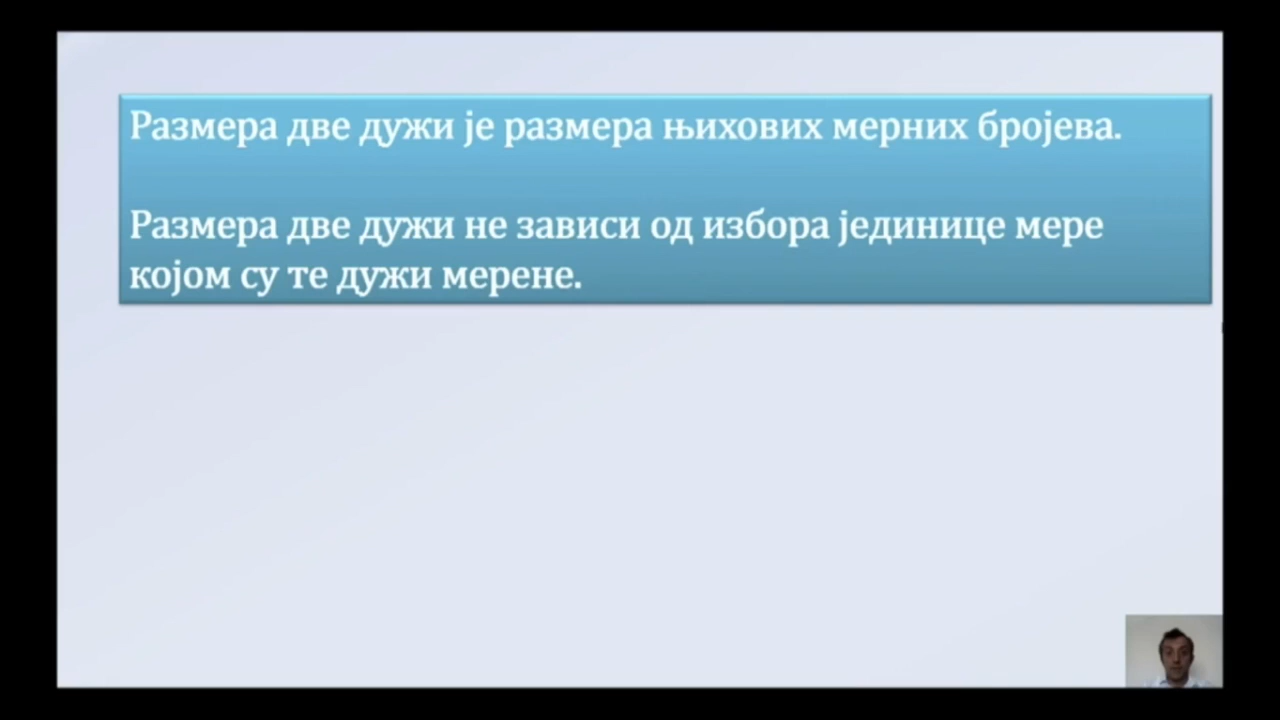 Размера две дужи је размера њихових мерних бројева.
Размера две дужи не зависи од избора јединице мере
којом су те дужи мерене.